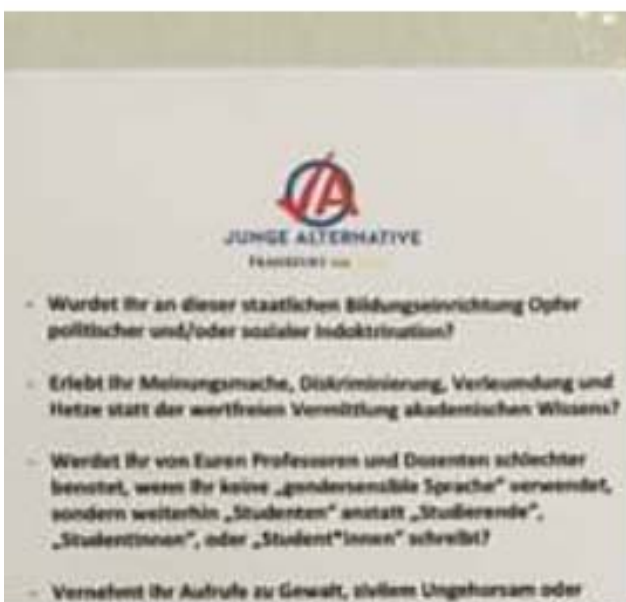 JA
JUNGE ALTERNATIVE
FRANKFURT
- Wurdet Ihr an dieser staatlichen Bildungseinrichtung Opfer
politischer und/oder sozialer Indoktrination?
- Erlebt Ihr Meinungsmache, Diskriminierung, Verleumdung und
Hetze statt der wertfreien Vermittlung akademischen Wissens?
- Werdet Ihr von Euren Professoren und Dozenten schlechter
benotet, wenn Ihr keine „gendersensible Sprache" verwendet,
sondern weiterhin „Studenten" anstatt „Studierende",
„StudentInnen", oder „Student*innen" schreibt?
- Vernehmt Ihr Aufrufe zu Gewalt, zivilem Ungehorsam oder